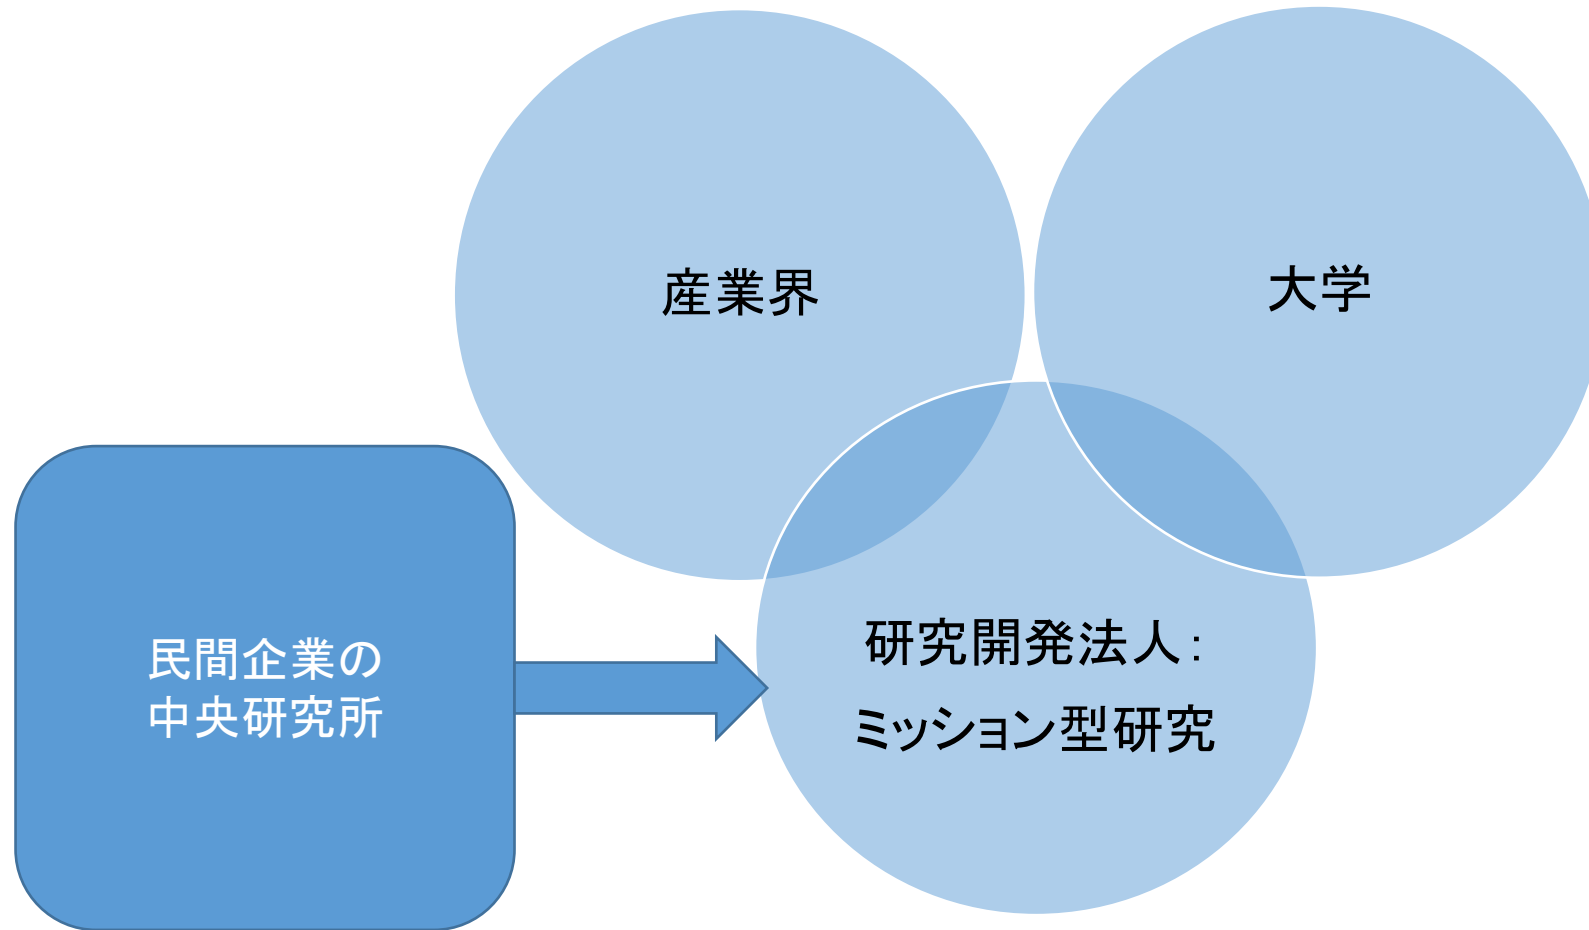 産業界
大学
研究開発法人:
ミッション型研究
民間企業の
中央研究所